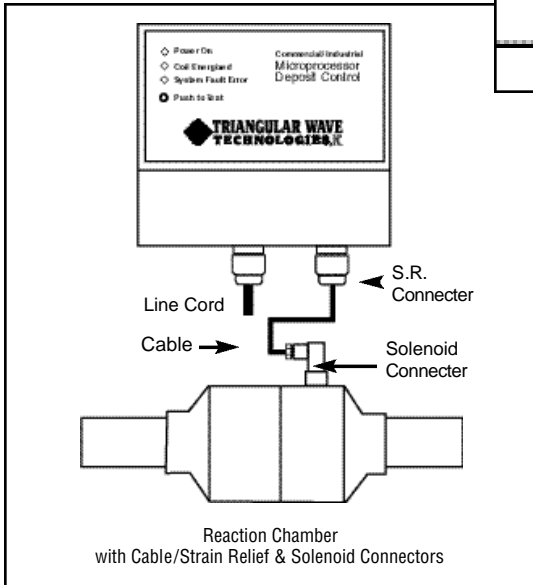 Power On
Coil Energized
System Fault Error
Push to Test
Commercial/Industrial
Microprocessor
Deposit Control
TRIANGULAR WAVE
TECHNOLOGIES,
S.R.
Connecter
Line Cord
Cable
Solenoid
Connecter
Reaction Chamber
with Cable/Strain Relief & Solenoid Connectors